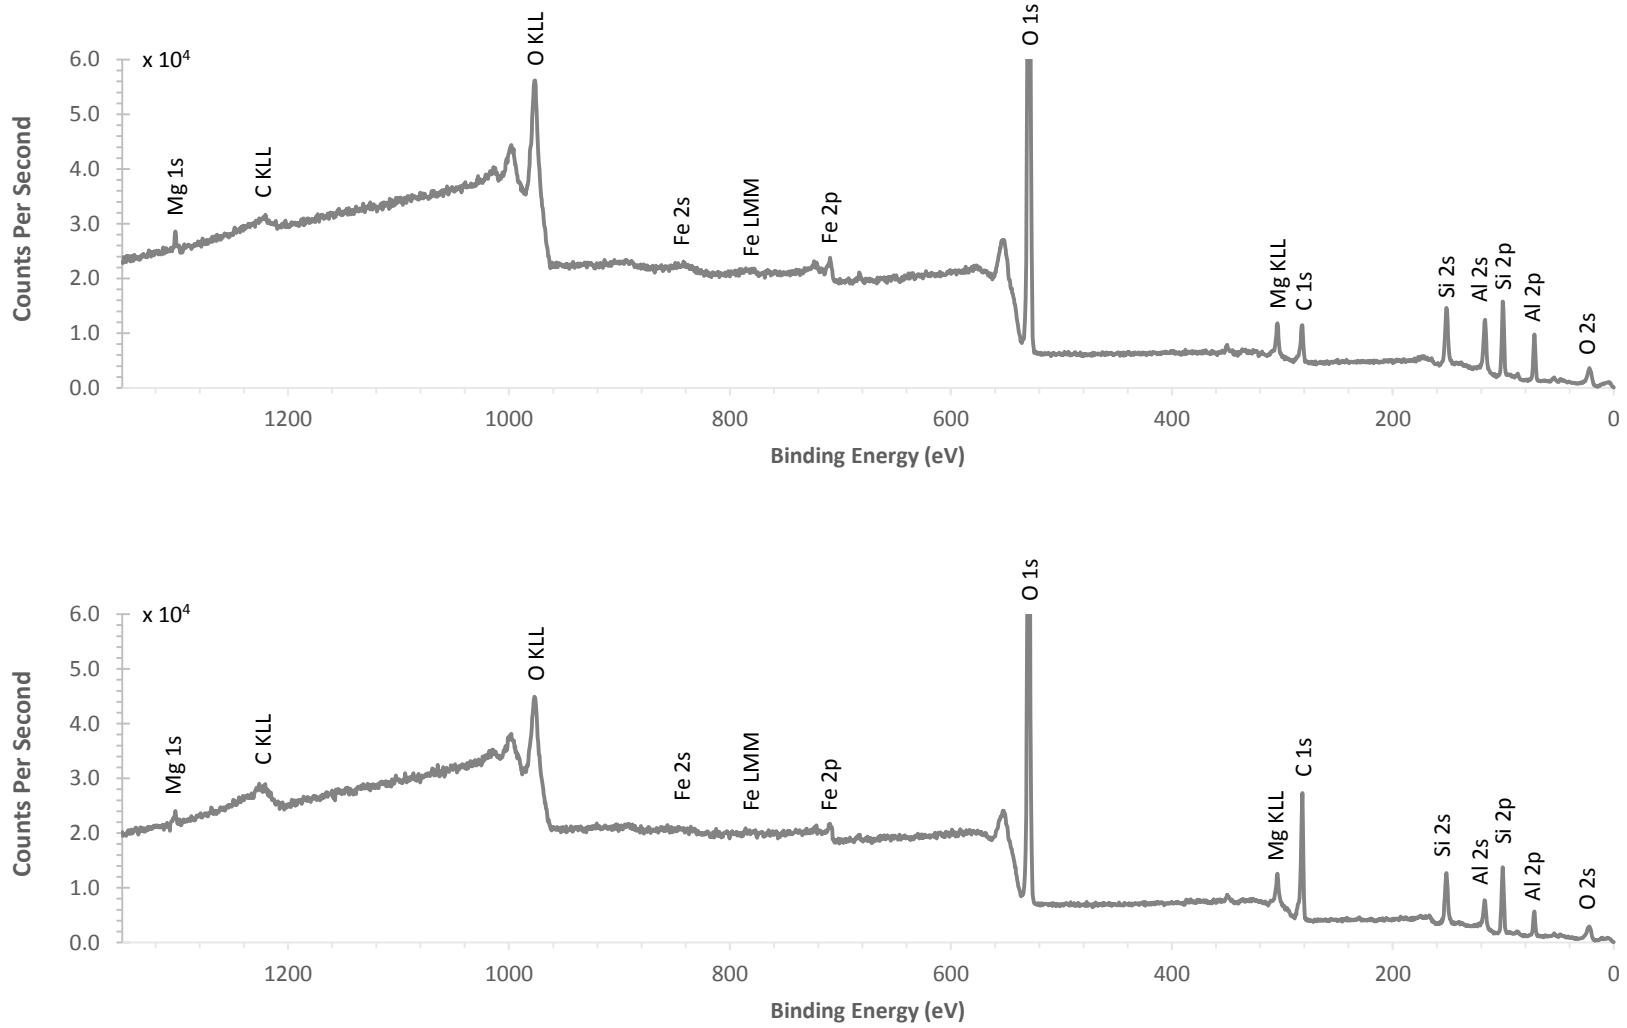 6.0
x 10⁴
5.0
4.0
3.0
2.0
1.0
0.0
Counts Per Second
Mg 1s
C KLL
O KLL
Fe 2s
Fe LMM
Fe 2p
O 1s
Mg KLL
C 1s
Si 2s
Al 2s
Si 2p
Al 2p
O 2s
1200 1000 800 600 400 200 0
Binding Energy (eV)
6.0
x 10⁴
5.0
4.0
3.0
2.0
1.0
0.0
Counts Per Second
Mg 1s
C KLL
O KLL
Fe 2s
Fe LMM
Fe 2p
O 1s
Mg KLL
C 1s
Si 2s
Al 2s
Si 2p
Al 2p
O 2s
1200 1000 800 600 400 200 0
Binding Energy (eV)